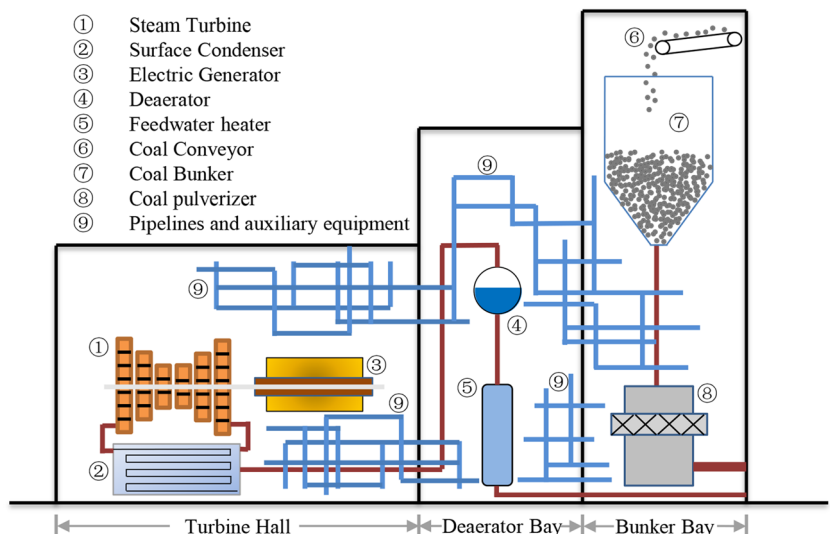 ① Steam Turbine
② Surface Condenser
③ Electric Generator
④ Deaerator
⑤ Feedwater heater
⑥ Coal Conveyor
⑦ Coal Bunker
⑧ Coal pulverizer
⑨ Pipelines and auxiliary equipment
⑥
⑦
⑨
⑨
④
①
③
⑤
⑨
⑧
⑨
②
Turbine Hall Deaerator Bay Bunker Bay